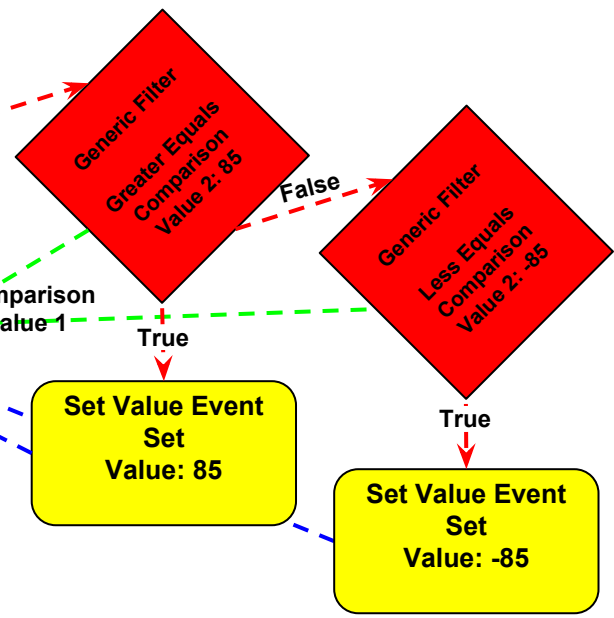 Generic Filter
Greater Equals
Comparison
Value 2: 85
False
Generic Filter
Less Equals
Comparison
Value 2: -85
mparison
alue 1
True
Set Value Event
Set
Value: 85
True
Set Value Event
Set
Value: -85